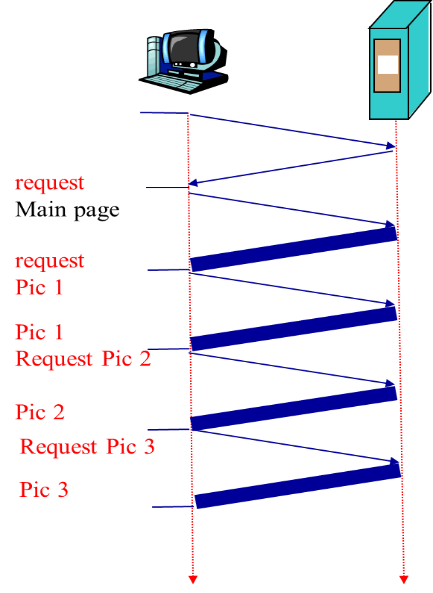 request
Main page
request
Pic 1
Pic 1
Request Pic 2
Pic 2
Request Pic 3
Pic 3